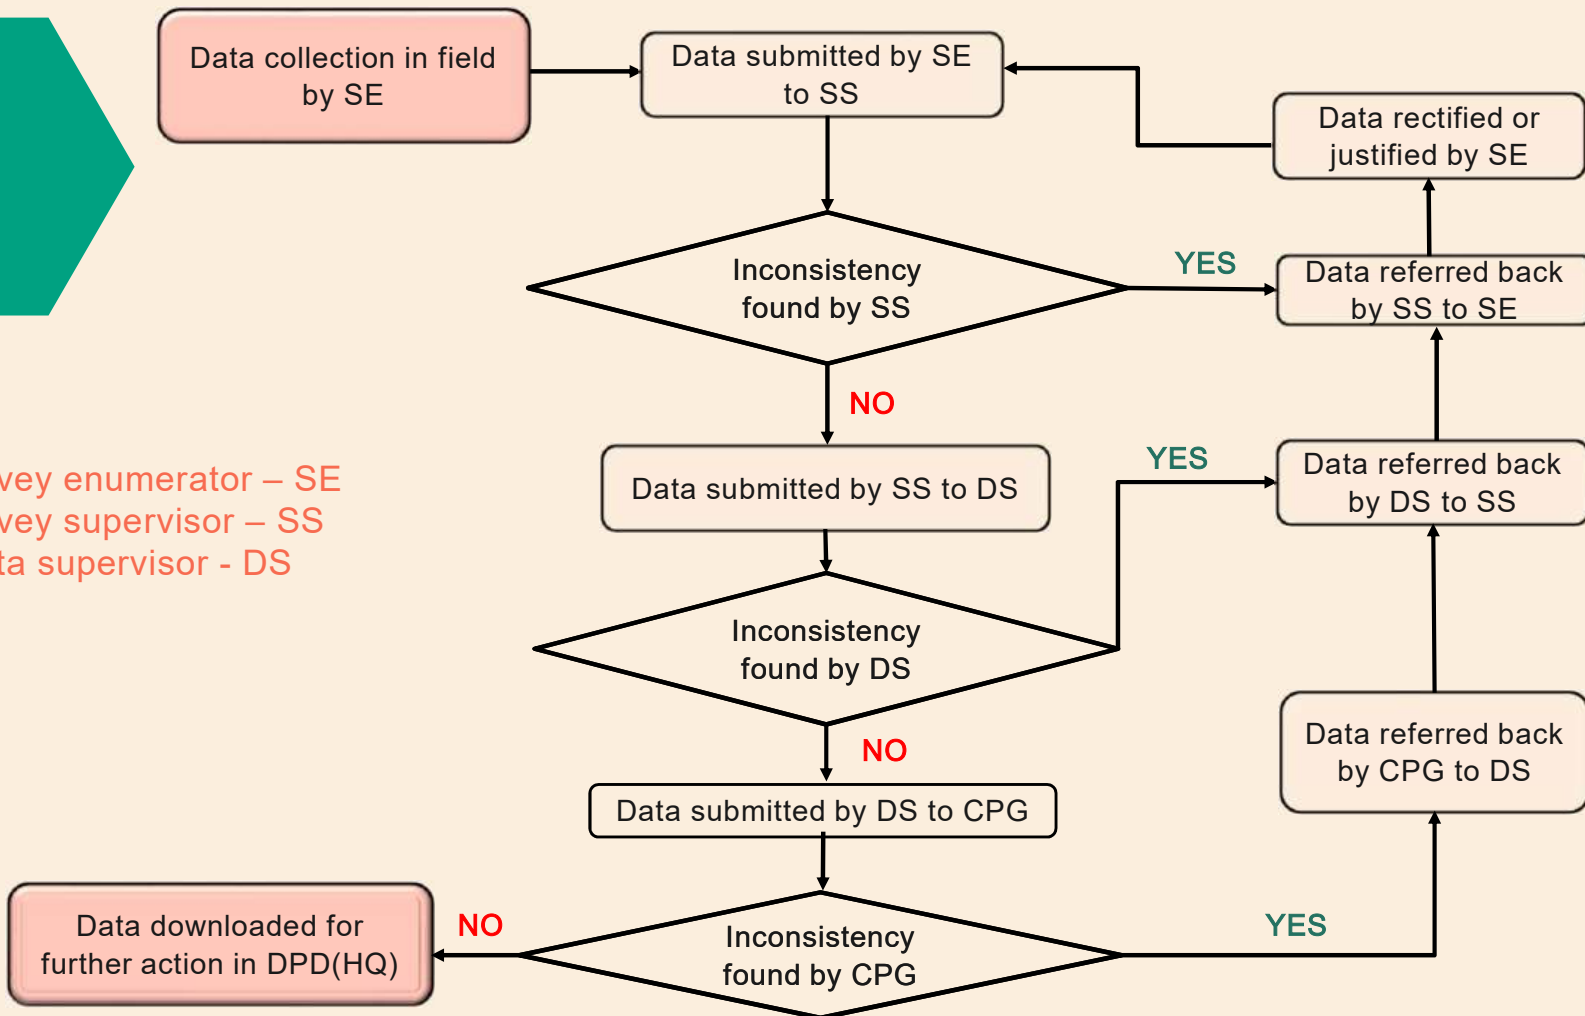 Data collection in field
by SE
Data submitted by SE
to SS
Data rectified or
justified by SE
Inconsistency
found by SS
YES
Data referred back
by SS to SE
NO
vey enumerator – SE
vey supervisor – SS
ta supervisor - DS
Data submitted by SS to DS
YES
Data referred back
by DS to SS
Inconsistency
found by DS
NO
Data referred back
by CPG to DS
Data submitted by DS to CPG
Data downloaded for
further action in DPD(HQ)
NO
Inconsistency
found by CPG
YES